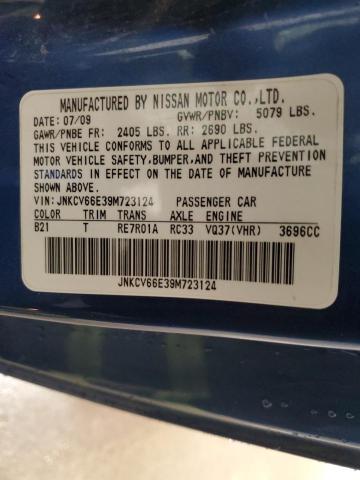 MANUFACTURED BY NISSAN MOTOR CO.,LTD.
DATE: 07/09 GVWR/PNBV: 5079 LBS.
GAWR/PNBE FR: 2405 LBS. RR: 2690 LBS.
THIS VEHICLE CONFORMS TO ALL APPLICABLE FEDERAL
MOTOR VEHICLE SAFETY,BUMPER,AND THEFT PREVENTION
STANDARDS IN EFFECT ON THE DATE OF MANUFACTURE
SHOWN ABOVE.
VIN: JNKCV66E39M723124 PASSENGER CAR
COLOR TRIM TRANS AXLE ENGINE
B21 T RE7R01A RC33 VQ37(VHR) 3696CC
JNKCV66E39M723124